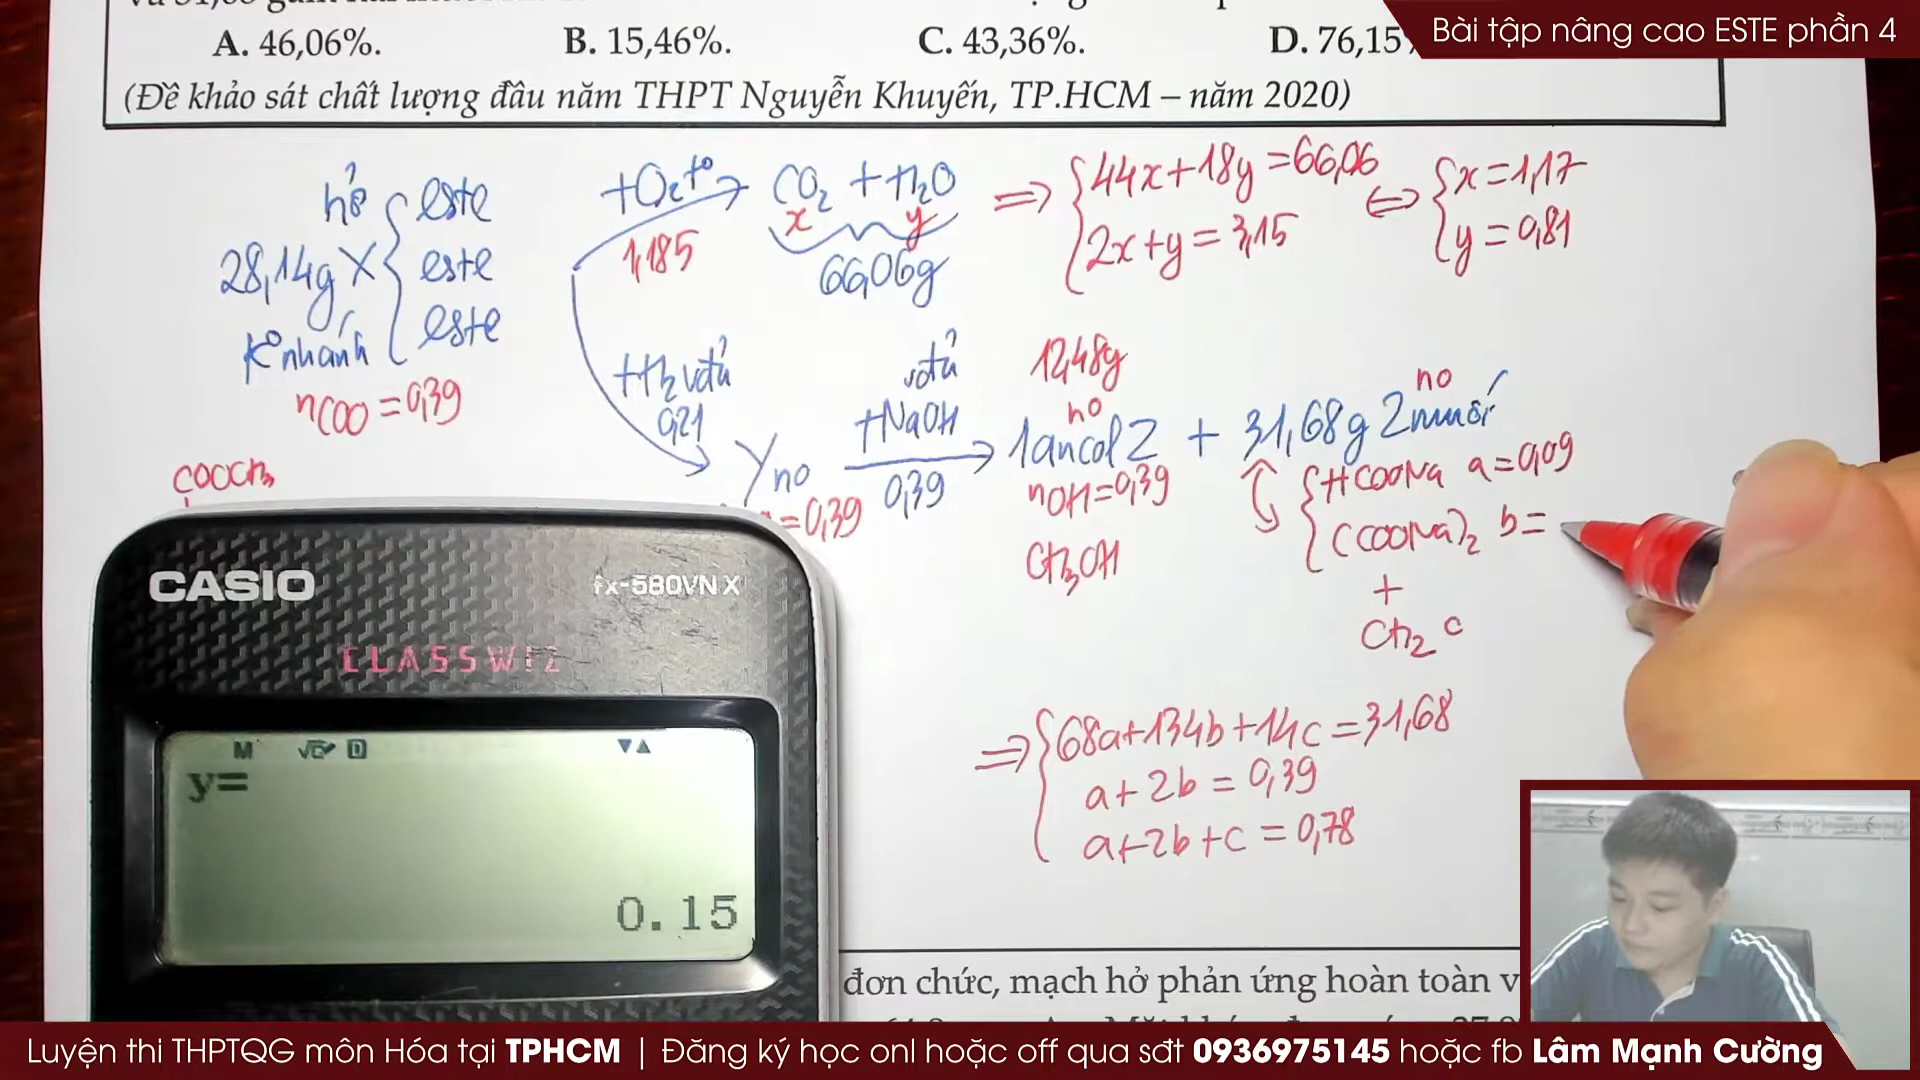 Bài tập nâng cao ESTE phần 4
A. 46,06%. B. 15,46%. C. 43,36%. D. 76,15
(Đề khảo sát chất lượng đầu năm THPT Nguyễn Khuyến, TP.HCM – năm 2020)
hở
28,14g X
k° nhánh
este
este
este
nCOO = 0,39
+O₂ t°
1,185
CO₂ + H₂O
x y
66,06g
⇒ { 44x+18y = 66,06
2x+y = 3,15
⇔ { x = 1,17
y = 0,81
+H₂ vđủ
0,21
Y no
= 0,39
vđủ
+NaOH
0,39
12,48g
no
1 ancol Z + 31,68g 2 muối
no
nOH = 0,39
CH₃OH
{ HCOONa a = 0,09
(COONa)₂ b =
+
CH₂ c
COOCH₃
⇒ { 68a+134b+14c = 31,68
a+2b = 0,39
a+2b+c = 0,78
CASIO fx-580VN X
CLASSWIZ
M √ D ▼▲
y=
0.15
đơn chức, mạch hở phản ứng hoàn toàn v
Luyện thi THPTQG môn Hóa tại TPHCM | Đăng ký học onl hoặc off qua sđt 0936975145 hoặc fb Lâm Mạnh Cường